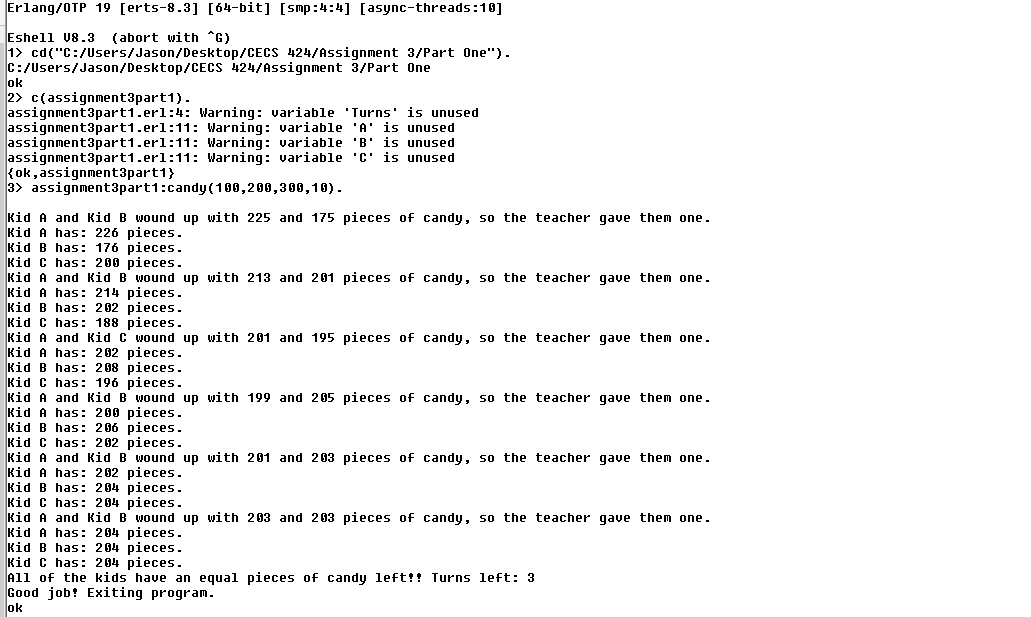 Erlang/OTP 19 [erts-8.3] [64-bit] [smp:4:4] [async-threads:10]
Eshell V8.3  (abort with ^G)
1> cd("C:/Users/Jason/Desktop/CECS 424/Assignment 3/Part One").
C:/Users/Jason/Desktop/CECS 424/Assignment 3/Part One
ok
2> c(assignment3part1).
assignment3part1.erl:4: Warning: variable 'Turns' is unused
assignment3part1.erl:11: Warning: variable 'A' is unused
assignment3part1.erl:11: Warning: variable 'B' is unused
assignment3part1.erl:11: Warning: variable 'C' is unused
{ok,assignment3part1}
3> assignment3part1:candy(100,200,300,10).
Kid A and Kid B wound up with 225 and 175 pieces of candy, so the teacher gave them one.
Kid A has: 226 pieces.
Kid B has: 176 pieces.
Kid C has: 200 pieces.
Kid A and Kid B wound up with 213 and 201 pieces of candy, so the teacher gave them one.
Kid A has: 214 pieces.
Kid B has: 202 pieces.
Kid C has: 188 pieces.
Kid A and Kid C wound up with 201 and 195 pieces of candy, so the teacher gave them one.
Kid A has: 202 pieces.
Kid B has: 208 pieces.
Kid C has: 196 pieces.
Kid A and Kid B wound up with 199 and 205 pieces of candy, so the teacher gave them one.
Kid A has: 200 pieces.
Kid B has: 206 pieces.
Kid C has: 202 pieces.
Kid A and Kid B wound up with 201 and 203 pieces of candy, so the teacher gave them one.
Kid A has: 202 pieces.
Kid B has: 204 pieces.
Kid C has: 204 pieces.
Kid A and Kid B wound up with 203 and 203 pieces of candy, so the teacher gave them one.
Kid A has: 204 pieces.
Kid B has: 204 pieces.
Kid C has: 204 pieces.
All of the kids have an equal pieces of candy left!! Turns left: 3
Good job! Exiting program.
ok